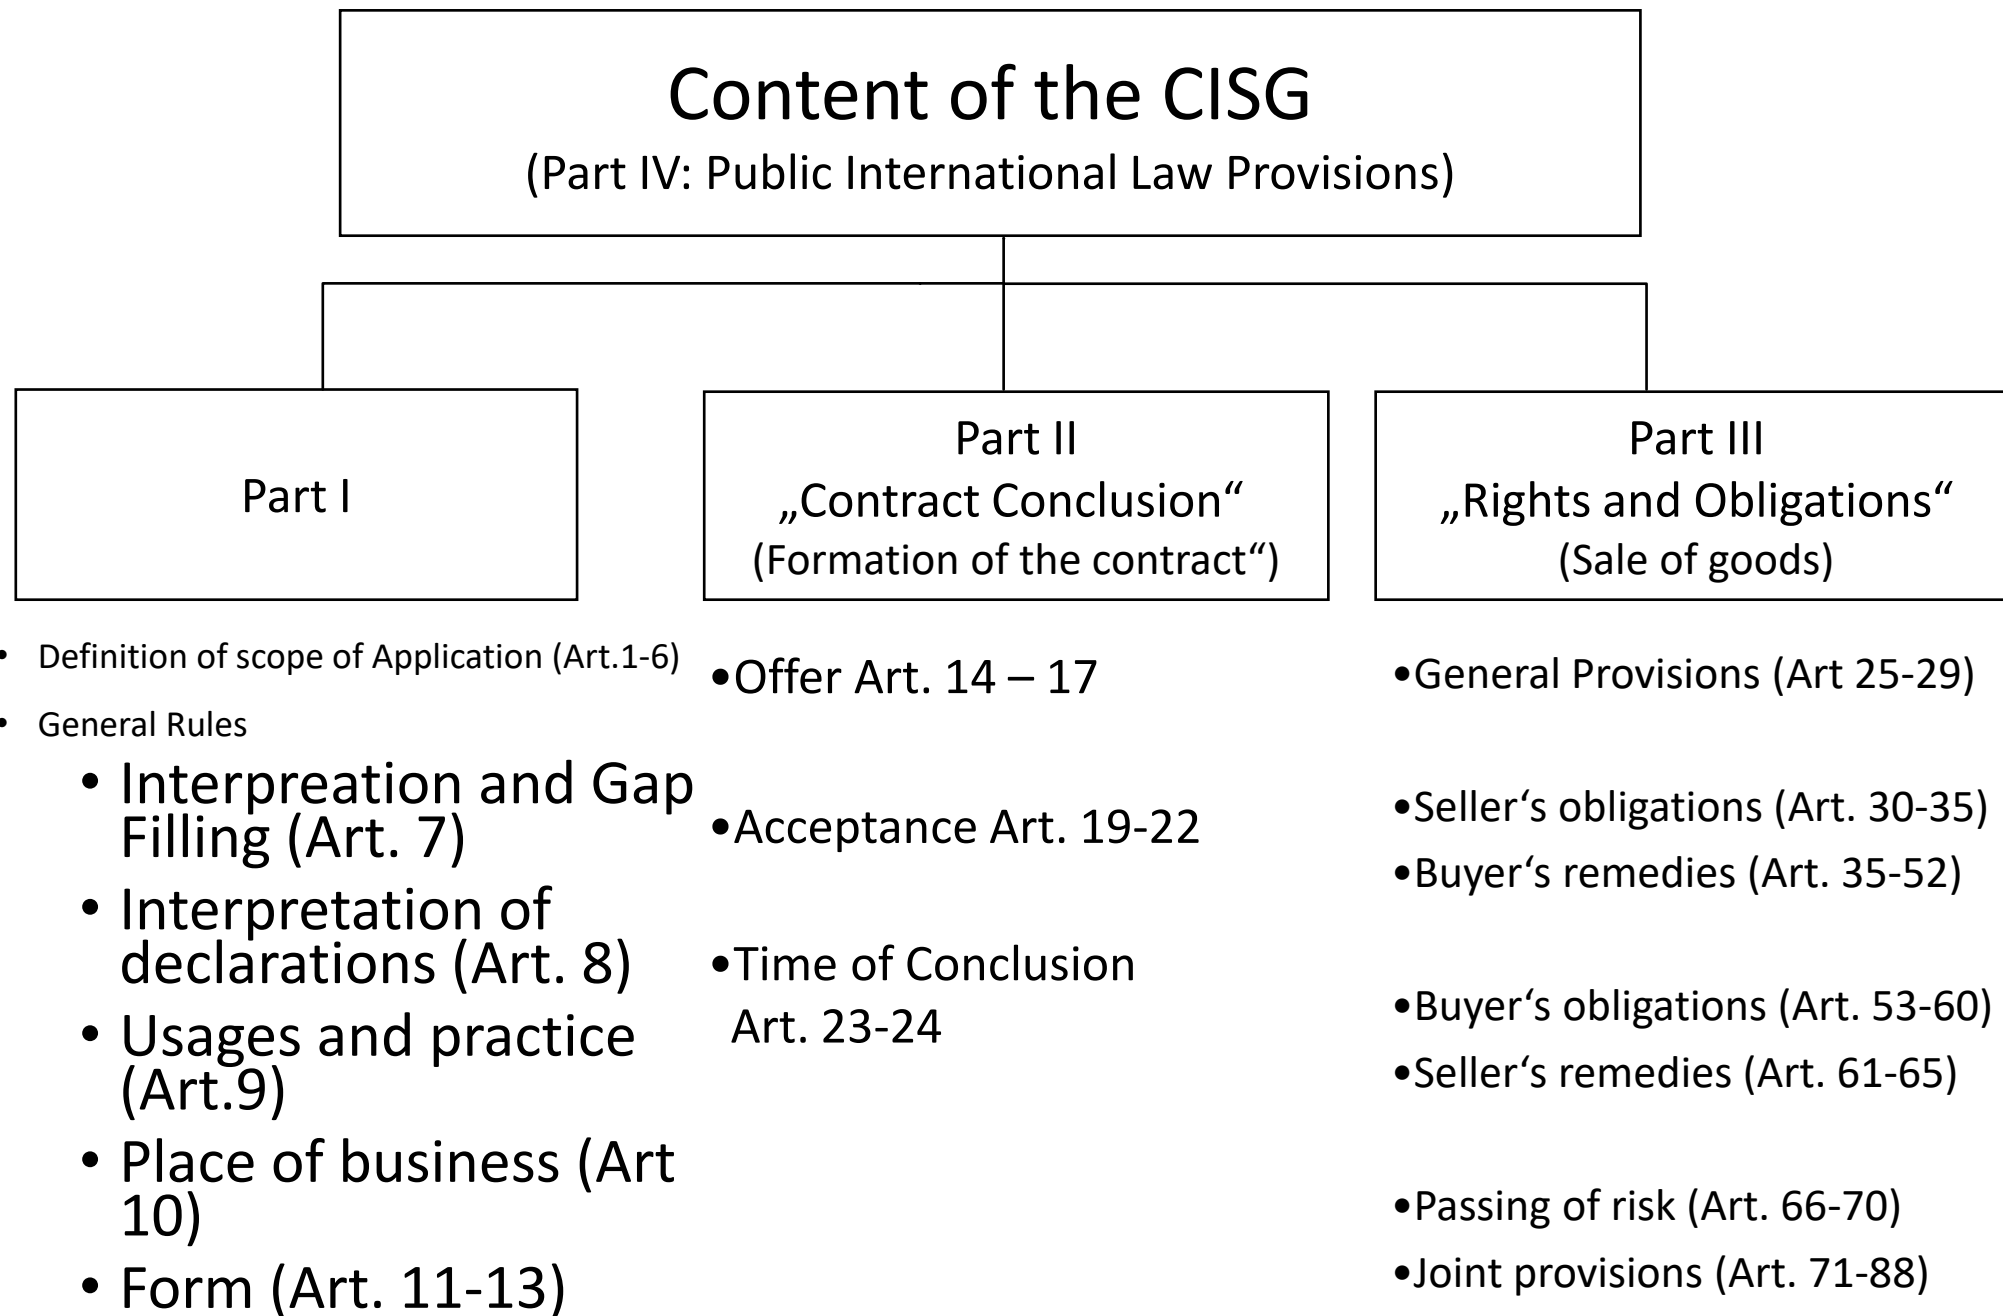 Content of the CISG
(Part IV: Public International Law Provisions)
Part I
Part II
„Contract Conclusion“
(Formation of the contract“)
Part III
„Rights and Obligations“
(Sale of goods)
• Definition of scope of Application (Art.1-6)
• General Rules
• Interpreation and Gap
Filling (Art. 7)
• Interpretation of
declarations (Art. 8)
• Usages and practice
(Art.9)
• Place of business (Art
10)
• Form (Art. 11-13)
•Offer Art. 14 – 17
•Acceptance Art. 19-22
•Time of Conclusion
Art. 23-24
•General Provisions (Art 25-29)
•Seller‘s obligations (Art. 30-35)
•Buyer‘s remedies (Art. 35-52)
•Buyer‘s obligations (Art. 53-60)
•Seller‘s remedies (Art. 61-65)
•Passing of risk (Art. 66-70)
•Joint provisions (Art. 71-88)